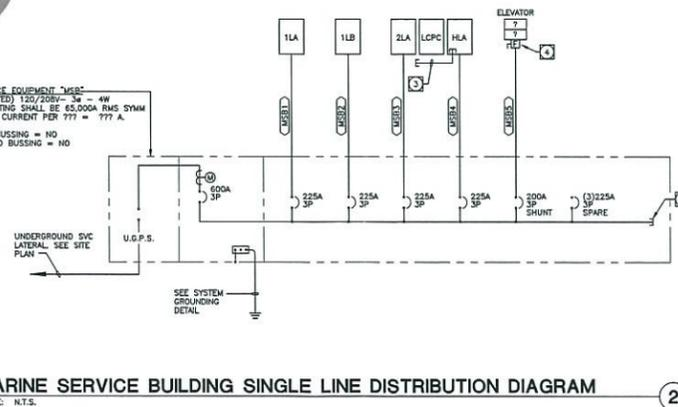 ELEVATOR
1LA 1LB 2LA LCPC HLA ?
?
F 4
3
E EQUIPMENT "MSB"
TED) 120/208V- 3ø - 4W
TING SHALL BE 65,000A RMS SYMM
CURRENT PER ??? = ??? A.
BUSSING = NO
D BUSSING = NO
MSB1 MSB2 MSB3 MSB4 MSB5
M
600A
3P
225A
3P
225A
3P
225A
3P
225A
3P
200A
3P
SHUNT
(3)225A
3P
SPARE
U.G.P.S.
UNDERGROUND SVC
LATERAL. SEE SITE
PLAN
SEE SYSTEM
GROUNDING
DETAIL
ARINE SERVICE BUILDING SINGLE LINE DISTRIBUTION DIAGRAM
2
E: N.T.S.